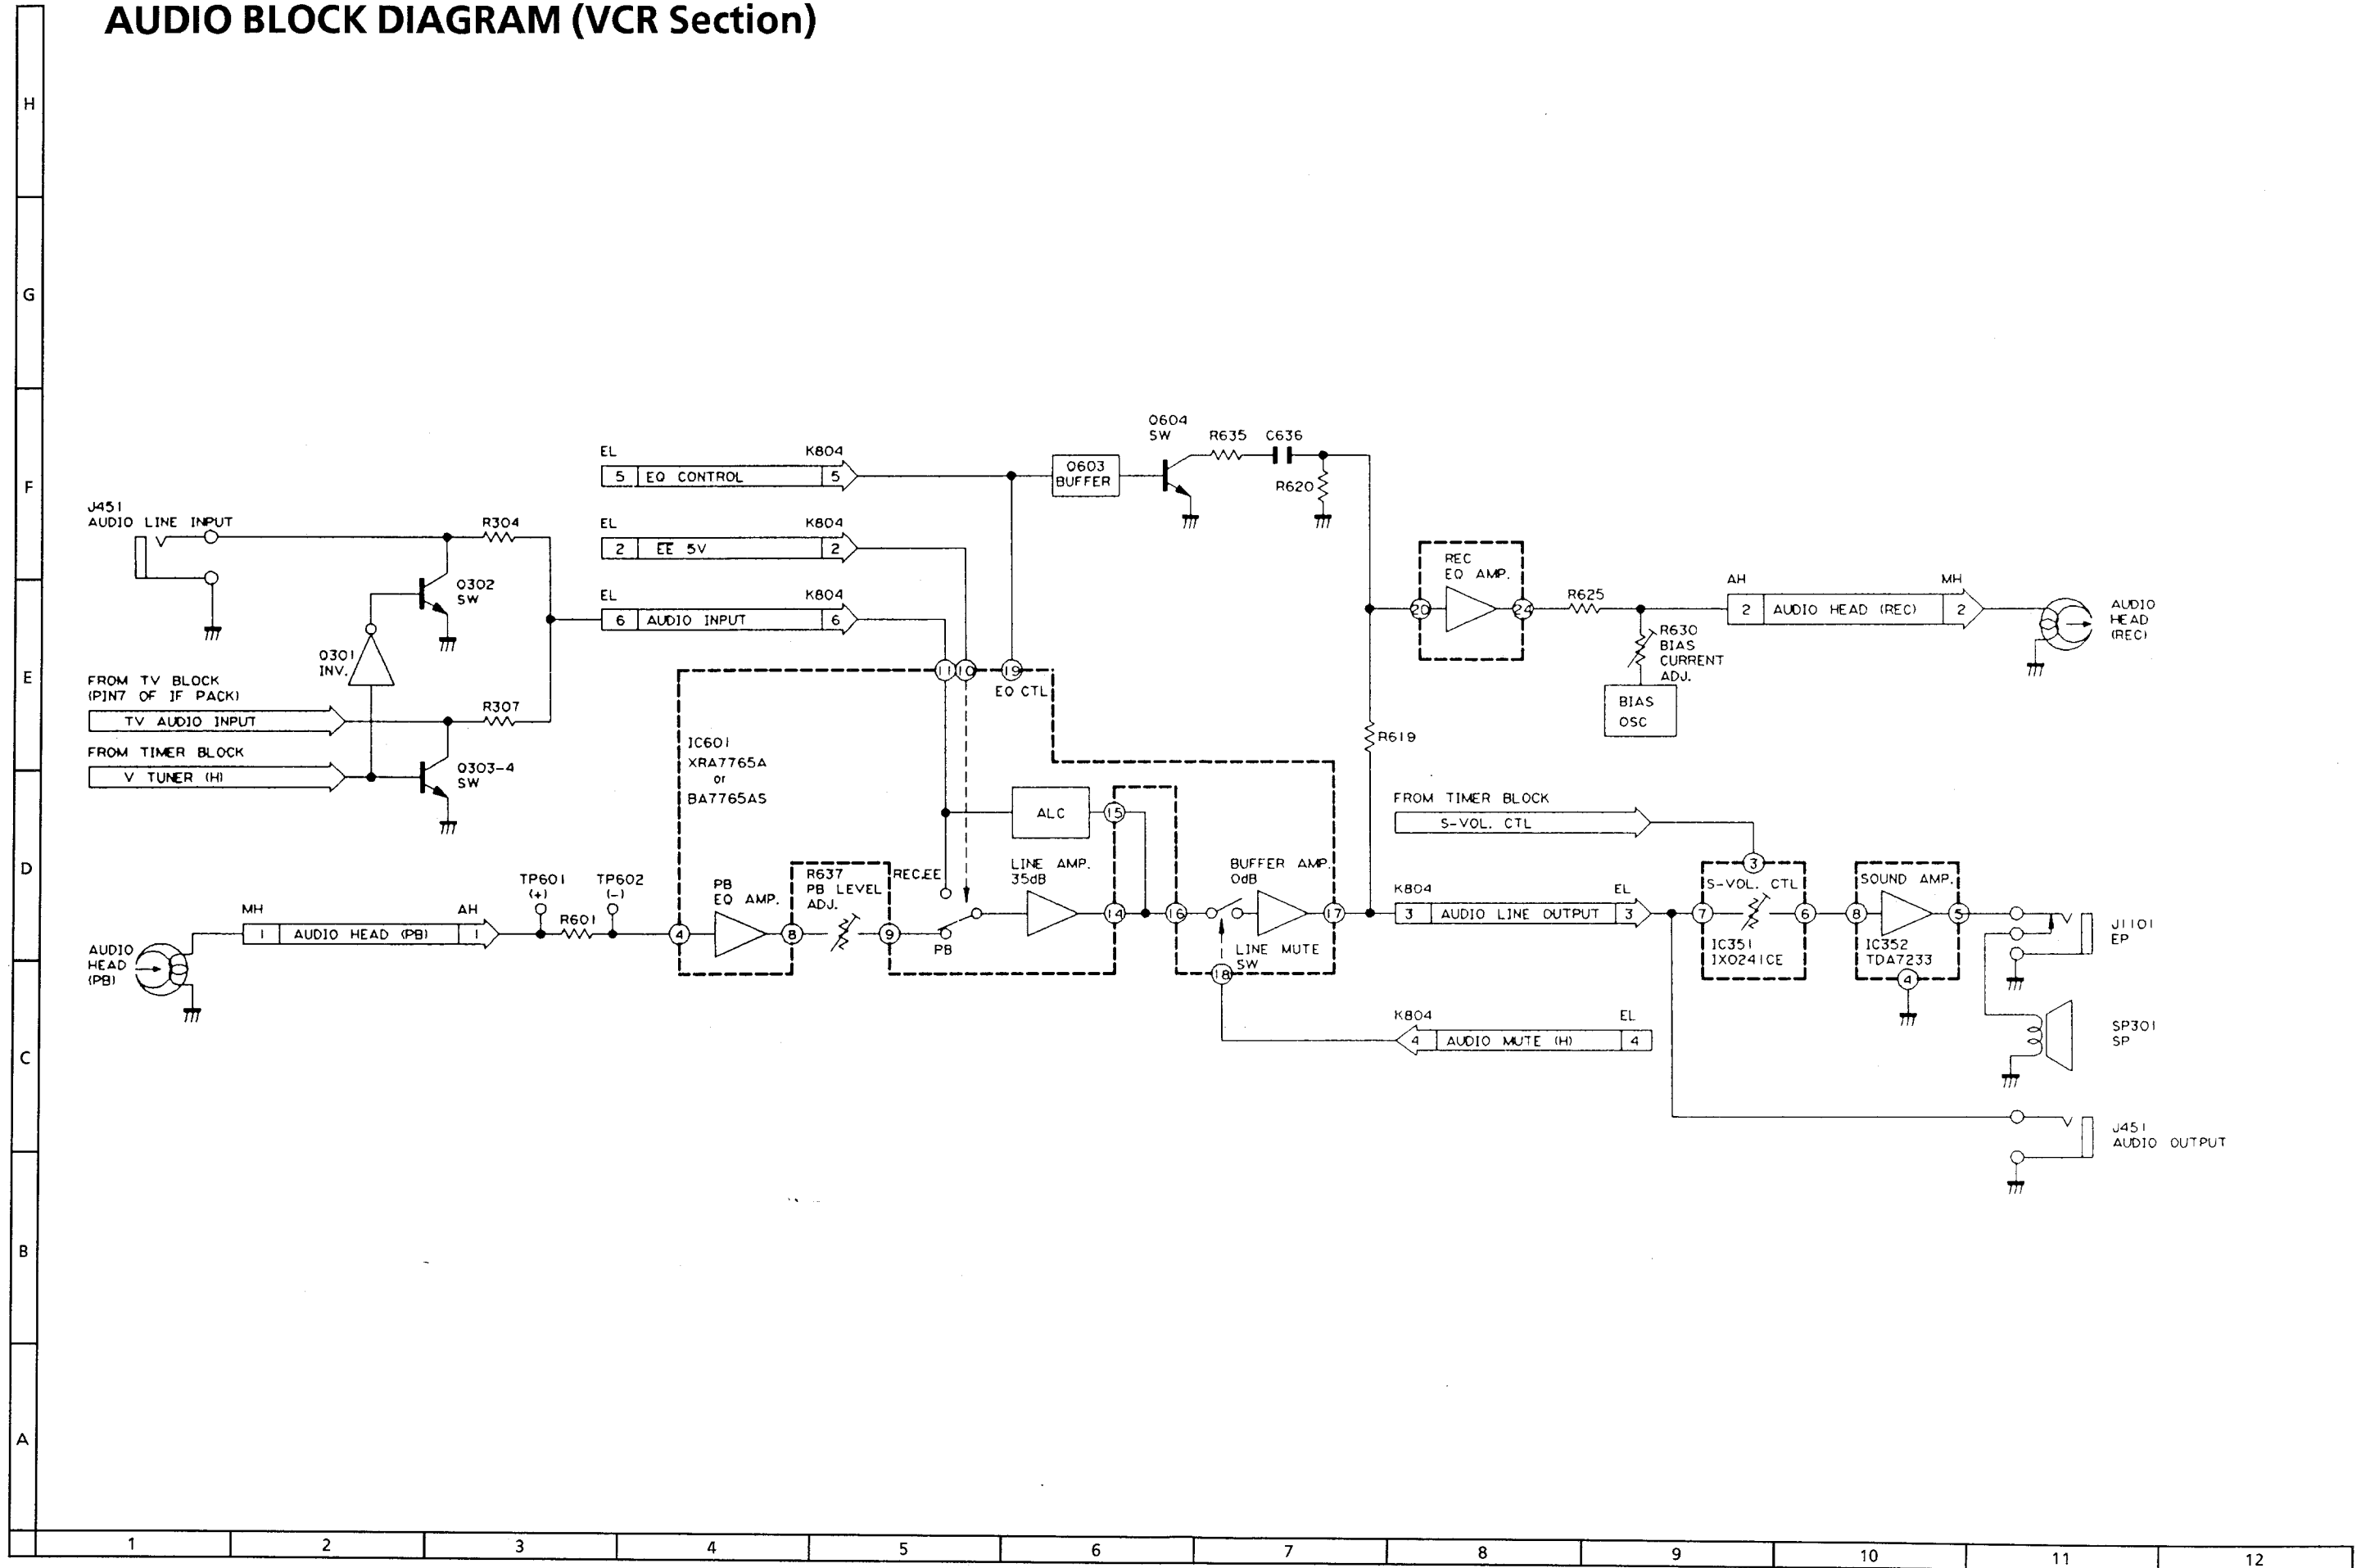 AUDIO BLOCK DIAGRAM (VCR Section)
H
G
F
E
D
C
B
A
J451
AUDIO LINE INPUT
R304
Q302
SW
Q301
INV.
FROM TV BLOCK
(PIN7 OF IF PACK)
TV AUDIO INPUT
R307
FROM TIMER BLOCK
V TUNER (H)
Q303-4
SW
EL
K804
5 EQ CONTROL 5
EL
K804
2 EE 5V 2
EL
K804
6 AUDIO INPUT 6
Q603
BUFFER
Q604
SW
R635
C636
R620
11
10
19
EQ CTL
IC601
XRA7765A
or
BA7765AS
ALC
15
REC.EE
LINE AMP.
35dB
14
16
BUFFER AMP.
0dB
17
LINE MUTE
SW
18
R619
REC
EQ AMP.
20
24
R625
R630
BIAS
CURRENT
ADJ.
BIAS
OSC
AH
MH
2 AUDIO HEAD (REC) 2
AUDIO
HEAD
(REC)
AUDIO
HEAD
(PB)
MH
AH
1 AUDIO HEAD (PB) 1
TP601
(+)
TP602
(-)
R601
4
PB
EQ AMP.
8
R637
PB LEVEL
ADJ.
9
PB
FROM TIMER BLOCK
S-VOL. CTL
K804
EL
3 AUDIO LINE OUTPUT 3
3
S-VOL. CTL
7
6
IC351
IX0241CE
SOUND AMP.
8
5
IC352
TDA7233
4
J1101
EP
SP301
SP
K804
EL
4 AUDIO MUTE (H) 4
J451
AUDIO OUTPUT
1 2 3 4 5 6 7 8 9 10 11 12